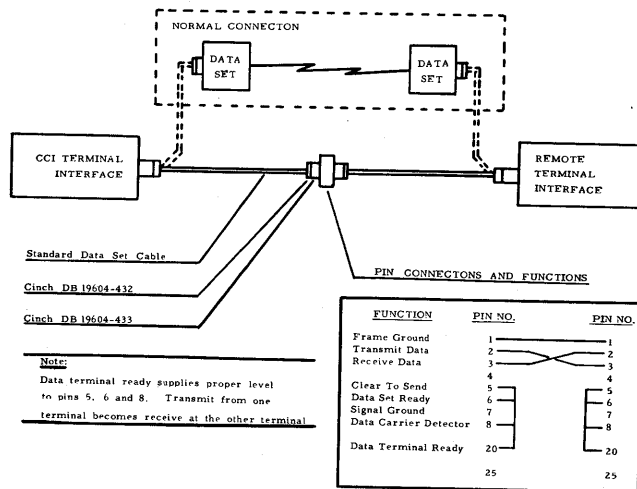 NORMAL CONNECTON
DATA
SET
DATA
SET
CCI TERMINAL
INTERFACE
REMOTE
TERMINAL
INTERFACE
Standard Data Set Cable
Cinch DB 19604-432
Cinch DB 19604-433
PIN CONNECTONS AND FUNCTIONS
Note:
Data terminal ready supplies proper level
to pins 5, 6 and 8. Transmit from one
terminal becomes receive at the other terminal
FUNCTION PIN NO. PIN NO.
Frame Ground 1 1
Transmit Data 2 2
Receive Data 3 3
4 4
Clear To Send 5 5
Data Set Ready 6 6
Signal Ground 7 7
Data Carrier Detector 8 8
Data Terminal Ready 20 20
25 25